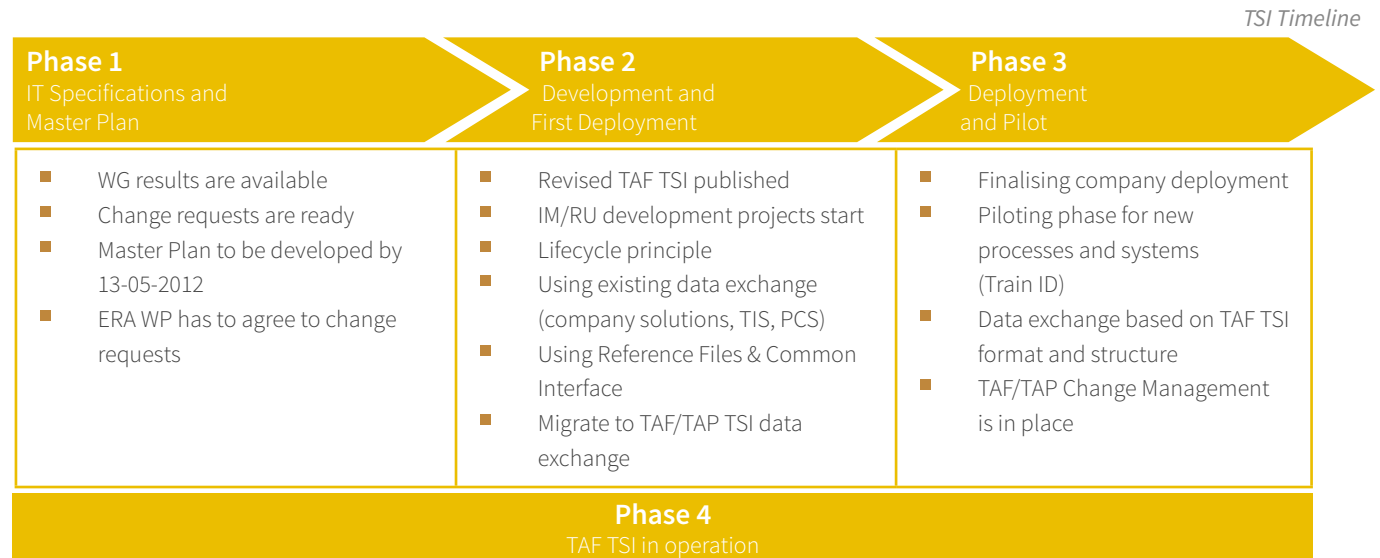 TSI Timeline
Phase 1
IT Specifications and
Master Plan
Phase 2
Development and
First Deployment
Phase 3
Deployment
and Pilot
WG results are available
Change requests are ready
Master Plan to be developed by
13-05-2012
ERA WP has to agree to change
requests
Revised TAF TSI published
IM/RU development projects start
Lifecycle principle
Using existing data exchange
(company solutions, TIS, PCS)
Using Reference Files & Common
Interface
Migrate to TAF/TAP TSI data
exchange
Finalising company deployment
Piloting phase for new
processes and systems
(Train ID)
Data exchange based on TAF TSI
format and structure
TAF/TAP Change Management
is in place
Phase 4
TAF TSI in operation